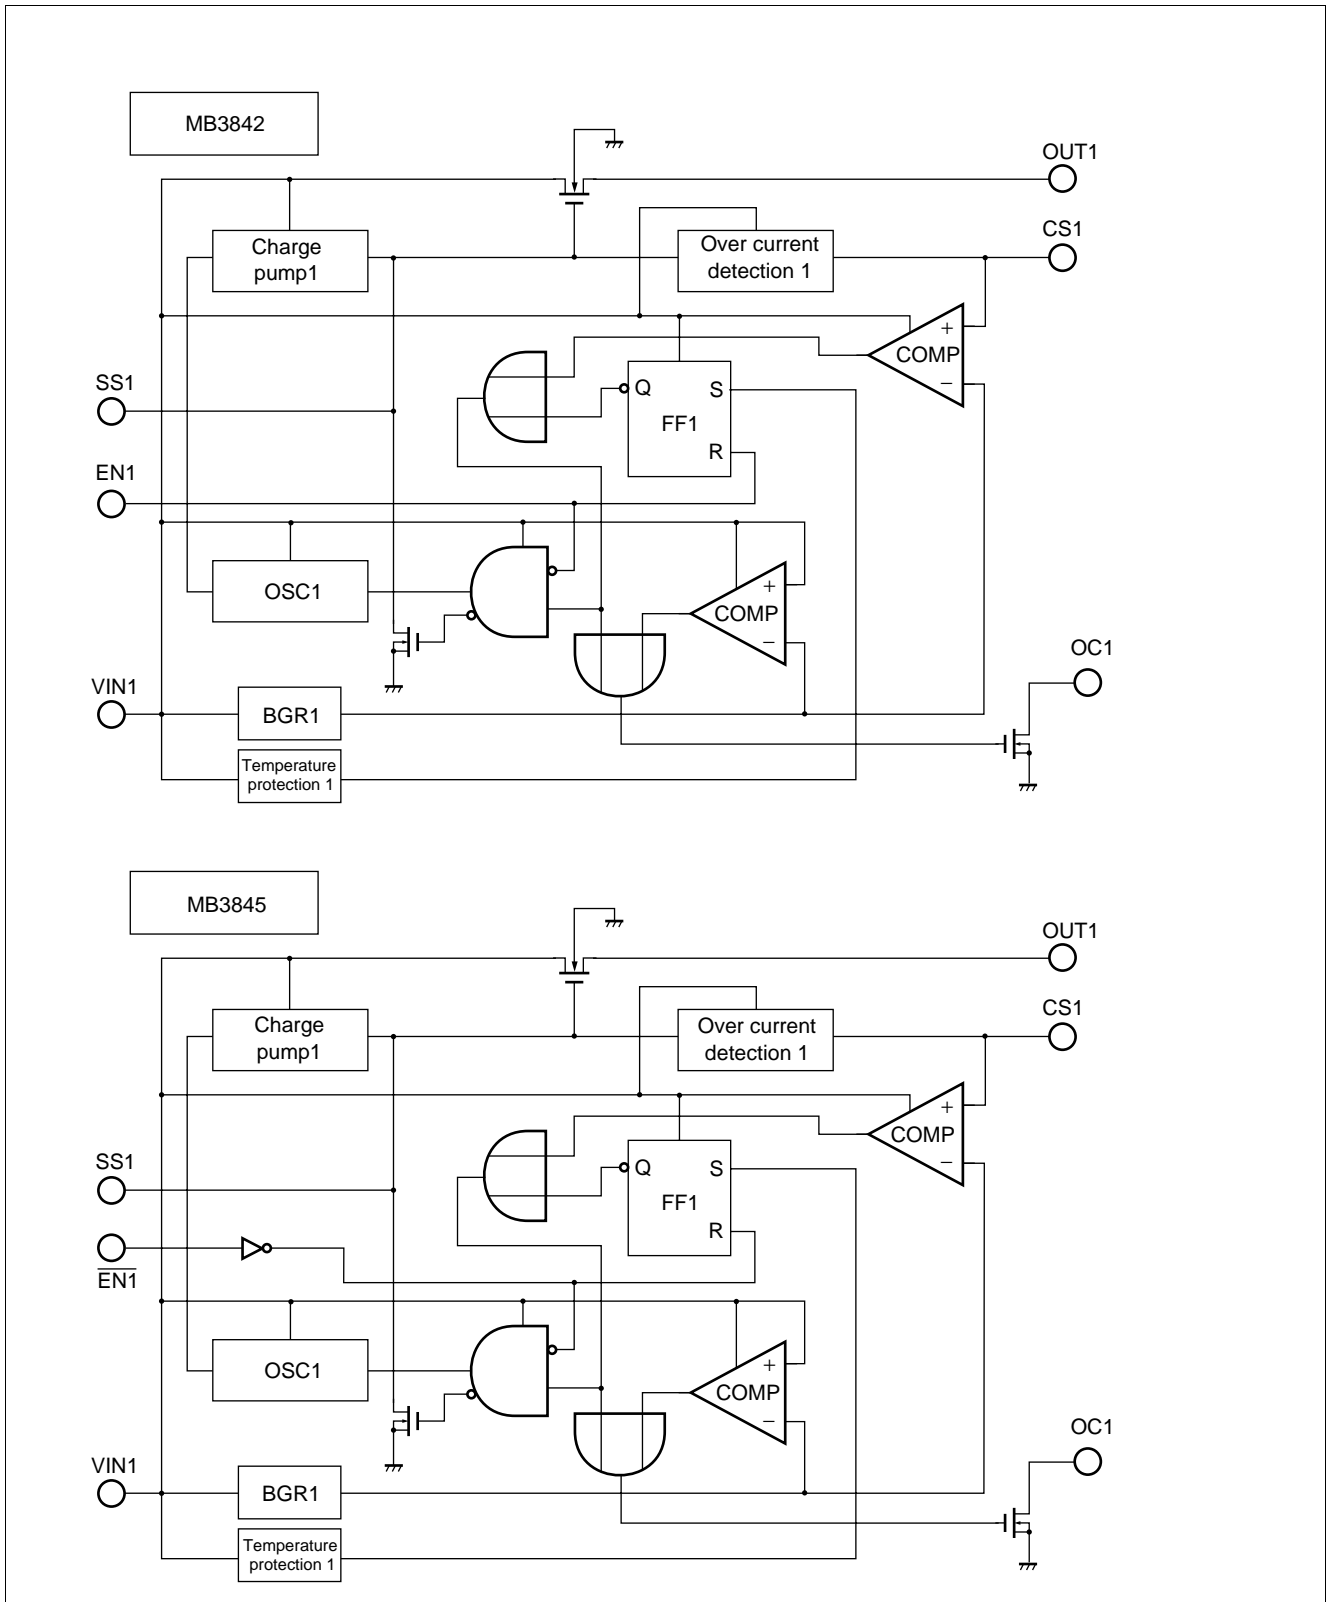 MB3842
OUT1
CS1
Charge
pump1
Over current
detection 1
+
COMP
−
SS1
Q
S
FF1
R
EN1
OSC1
+
COMP
−
OC1
VIN1
BGR1
Temperature
protection 1
MB3845
OUT1
CS1
Charge
pump1
Over current
detection 1
+
COMP
−
SS1
Q
S
FF1
R
E̅N̅1̅
OSC1
+
COMP
−
OC1
VIN1
BGR1
Temperature
protection 1